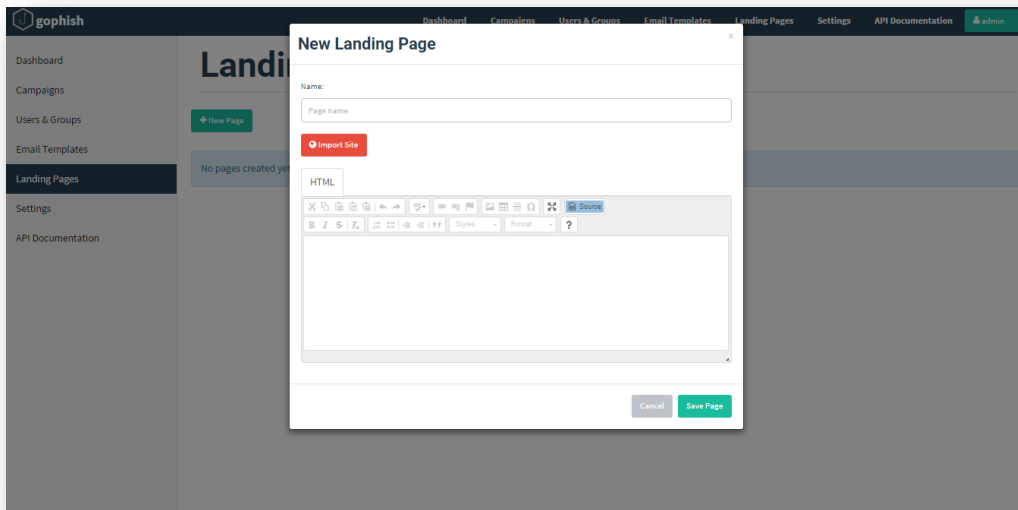 gophish
Dashboard Campaigns Users & Groups Email Templates Landing Pages Settings API Documentation admin
Dashboard
Campaigns
Users & Groups
Email Templates
Landing Pages
Settings
API Documentation
Landi
New Page
No pages created yet
New Landing Page
×
Name:
Page name
Import Site
HTML
Source
B I S Styles Format ?
Cancel Save Page